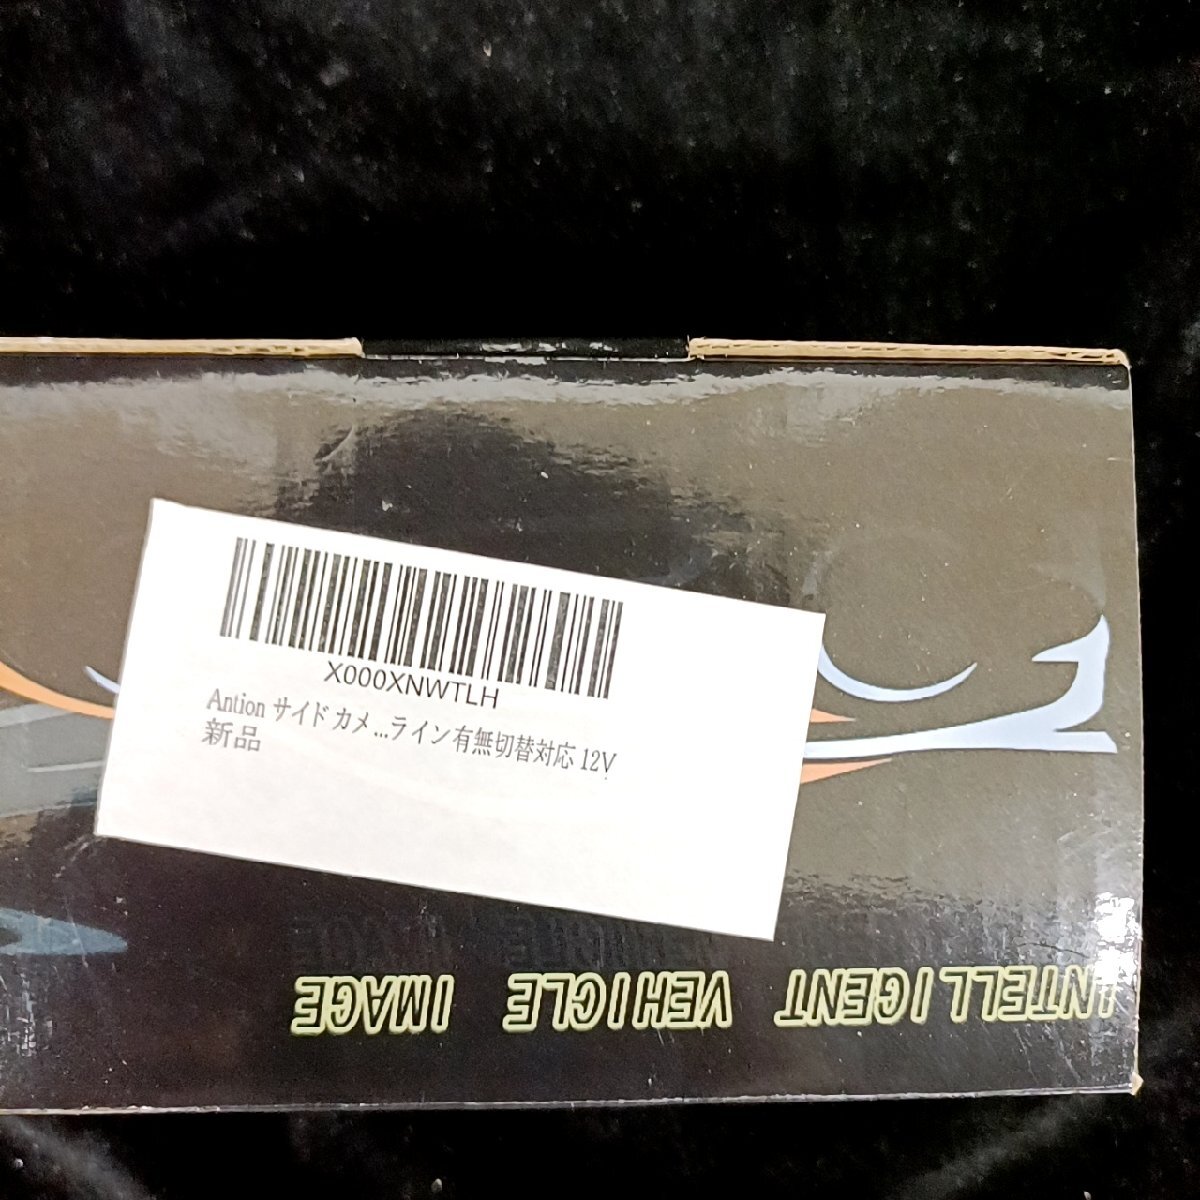 X000XNWTLH
Antion サイド カメ...ライン有無切替対応 12V
新品
INTELLIGENT VEHICLE IMAGE